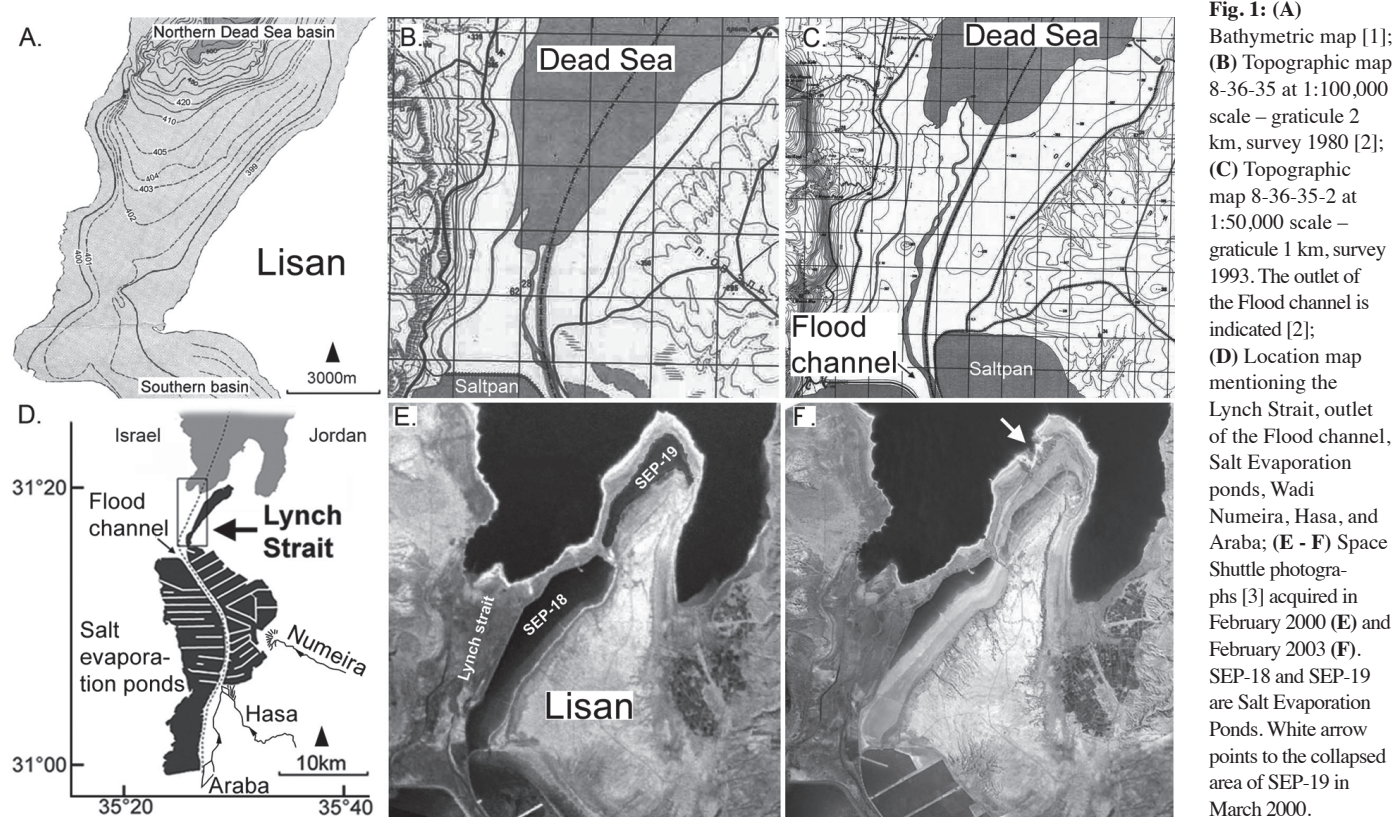 A.
Northern Dead Sea basin
420
410
405
404
403
402
399
400
401
Lisan
3000m
Southern basin
B.
Dead Sea
28
62
Saltpan
C.
Dead Sea
Flood
channel
Saltpan
D.
Israel
Jordan
31°20
Flood
channel
Lynch
Strait
Salt
evapora-
tion ponds
Numeira
Hasa
10km
31°00
Araba
35°20
35°40
E.
SEP-19
SEP-18
Lynch strait
Lisan
F.
Fig. 1: (A)
Bathymetric map [1];
(B) Topographic map
8-36-35 at 1:100,000
scale – graticule 2
km, survey 1980 [2];
(C) Topographic
map 8-36-35-2 at
1:50,000 scale –
graticule 1 km, survey
1993. The outlet of
the Flood channel is
indicated [2];
(D) Location map
mentioning the
Lynch Strait, outlet
of the Flood channel,
Salt Evaporation
ponds, Wadi
Numeira, Hasa, and
Araba; (E - F) Space
Shuttle photogra-
phs [3] acquired in
February 2000 (E) and
February 2003 (F).
SEP-18 and SEP-19
are Salt Evaporation
Ponds. White arrow
points to the collapsed
area of SEP-19 in
March 2000.